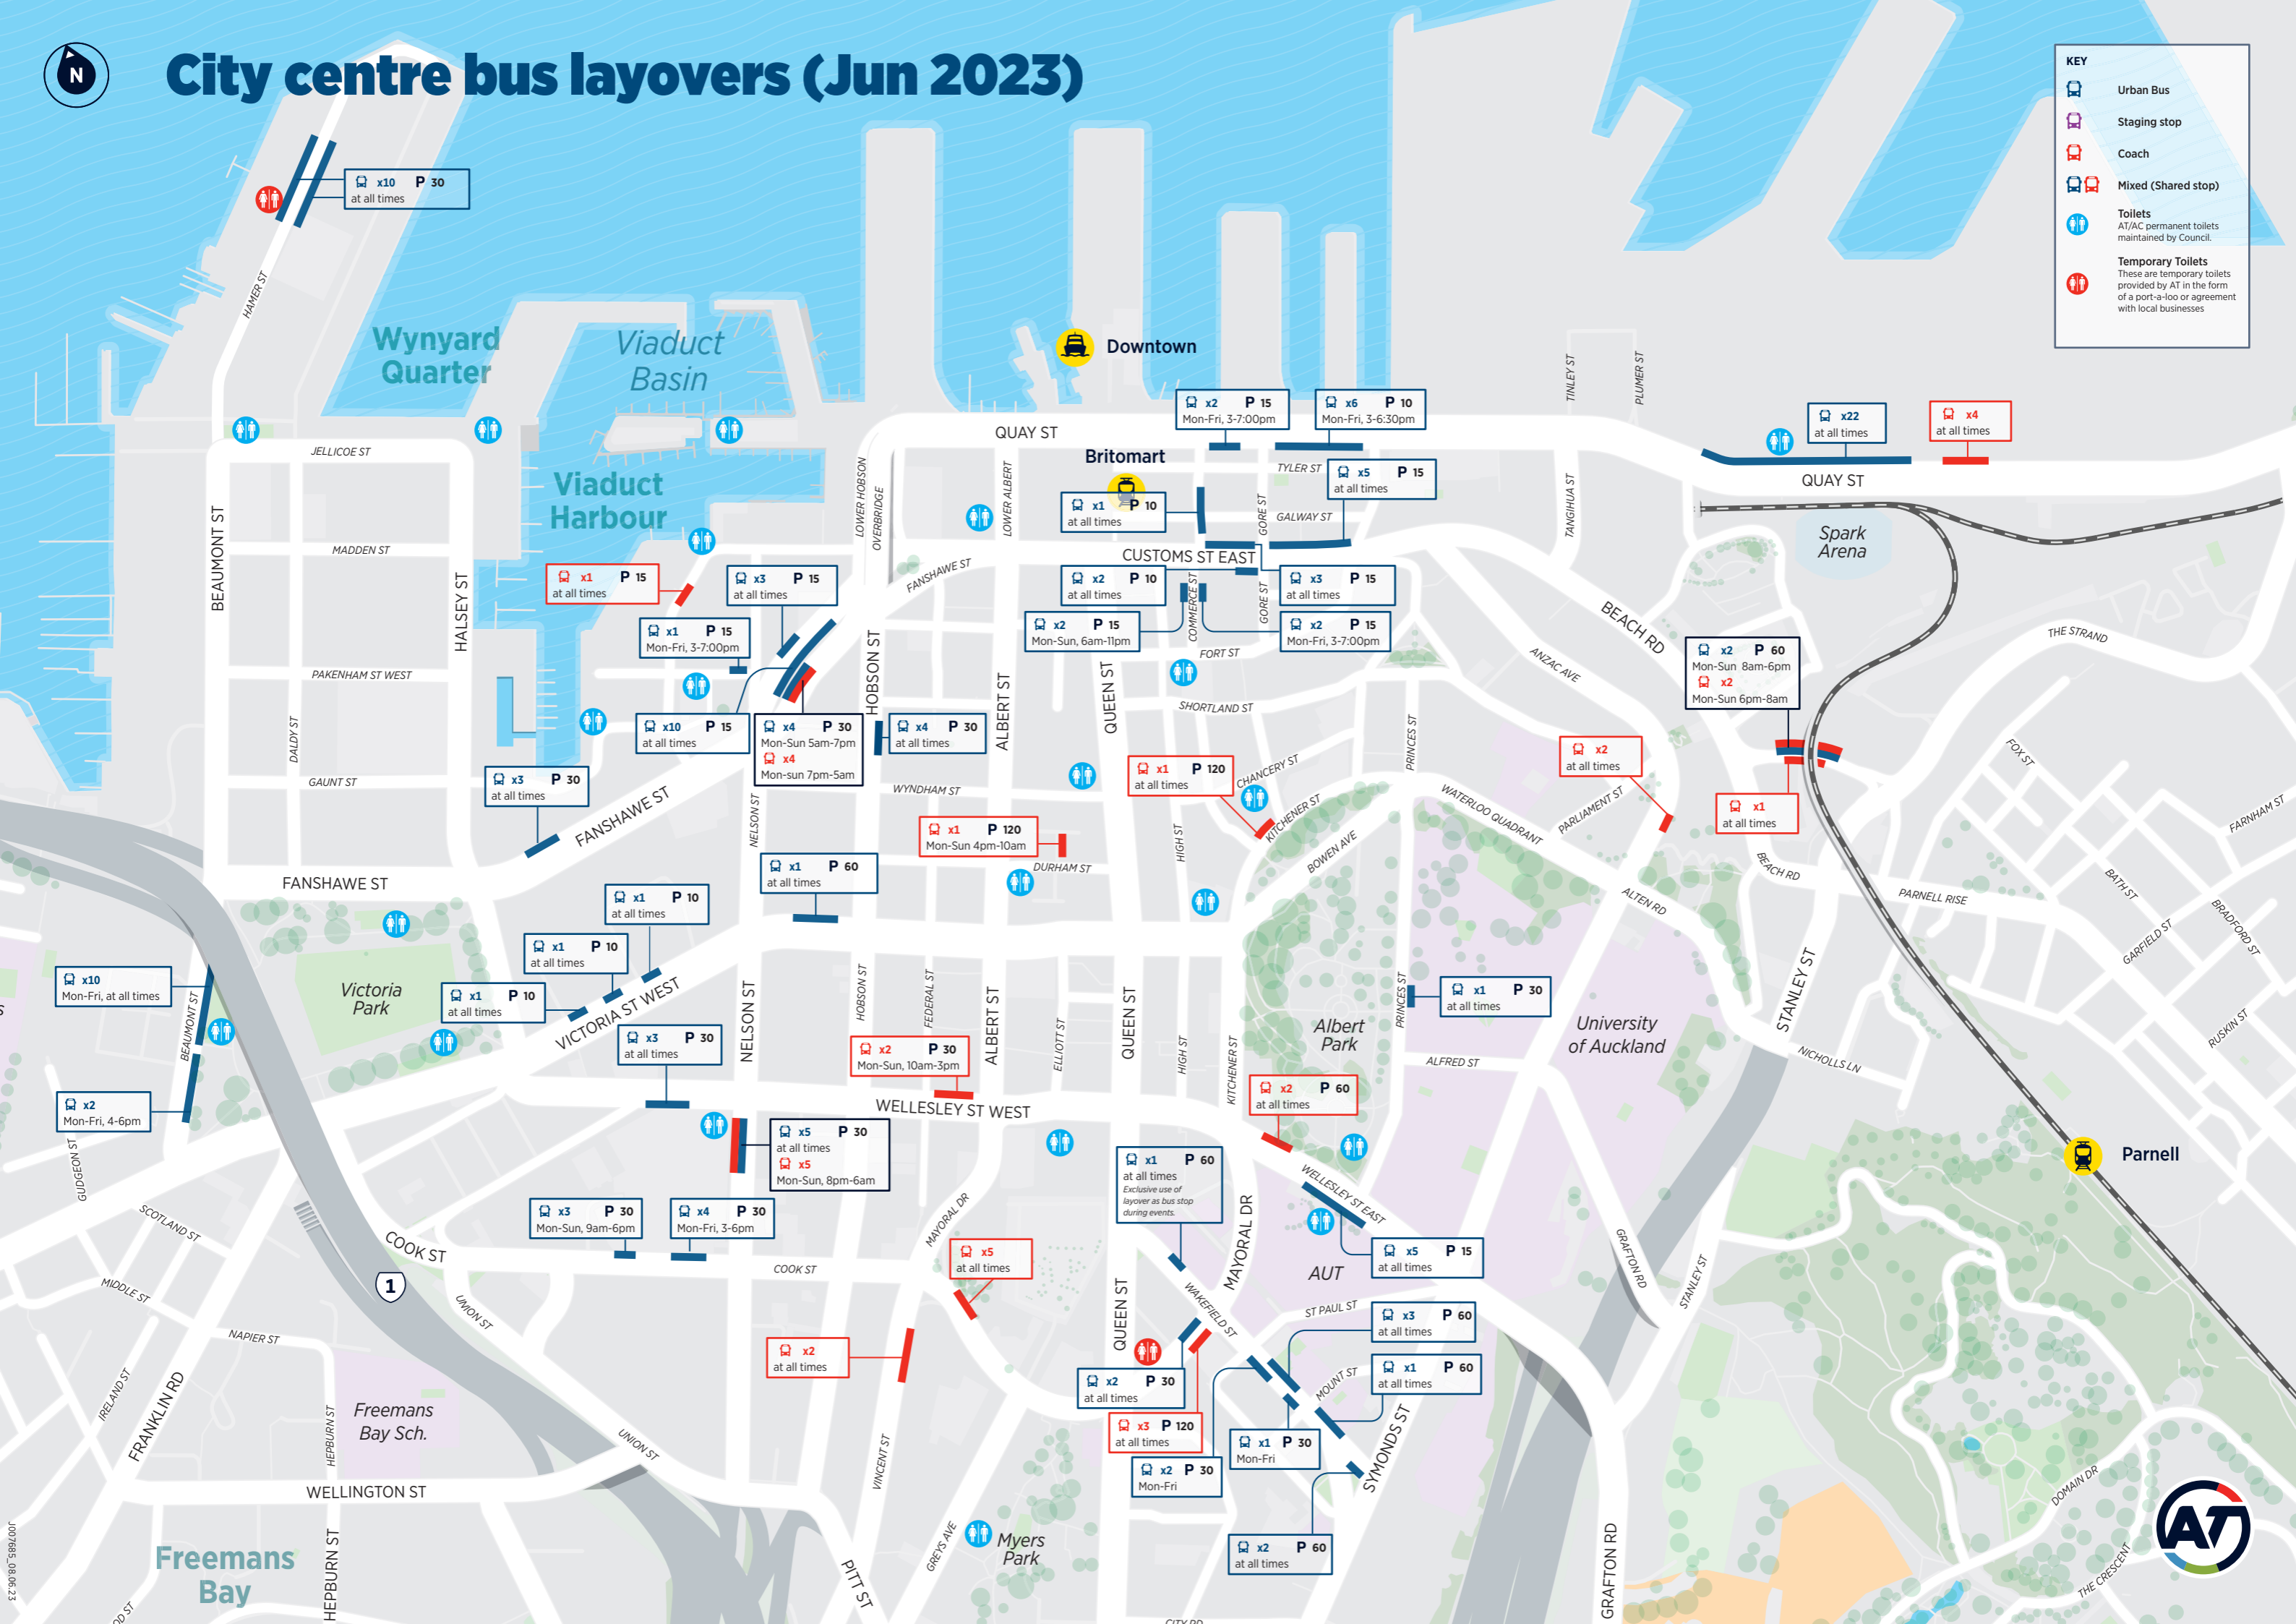 N
City centre bus layovers (Jun 2023)
KEY
Urban Bus
Staging stop
Coach
Mixed (Shared stop)
Toilets
AT/AC permanent toilets
maintained by Council.
Temporary Toilets
These are temporary toilets
provided by AT in the form
of a port-a-loo or agreement
with local businesses
x10 P 30
at all times
HAMER ST
Wynyard
Quarter
Viaduct
Basin
Downtown
TINLEY ST
PLUMER ST
x2 P 15
Mon-Fri, 3-7:00pm
x6 P 10
Mon-Fri, 3-6:30pm
x22
at all times
x4
at all times
QUAY ST
JELLICOE ST
Britomart
TYLER ST
x5 P 15
at all times
QUAY ST
Viaduct
Harbour
LOWER HOBSON
OVERBRIDGE
LOWER ALBERT
x1 P 10
at all times
GORE ST
GALWAY ST
TANGIHUA ST
Spark
Arena
BEAUMONT ST
MADDEN ST
HALSEY ST
CUSTOMS ST EAST
FANSHAWE ST
x1 P 15
at all times
x3 P 15
at all times
x2 P 10
at all times
COMMERCE ST
GORE ST
x3 P 15
at all times
x1 P 15
Mon-Fri, 3-7:00pm
x2 P 15
Mon-Sun, 6am-11pm
x2 P 15
Mon-Fri, 3-7:00pm
BEACH RD
THE STRAND
HOBSON ST
FORT ST
ANZAC AVE
x2 P 60
Mon-Sun 8am-6pm
x2
Mon-Sun 6pm-8am
PAKENHAM ST WEST
ALBERT ST
QUEEN ST
SHORTLAND ST
PRINCES ST
DALDY ST
x10 P 15
at all times
x4 P 30
Mon-Sun 5am-7pm
x4
Mon-sun 7pm-5am
x4 P 30
at all times
x2
at all times
FOX ST
GAUNT ST
x3 P 30
at all times
FANSHAWE ST
NELSON ST
WYNDHAM ST
x1 P 120
at all times
CHANCERY ST
KITCHENER ST
WATERLOO QUADRANT
PARLIAMENT ST
x1
at all times
FARNHAM ST
x1 P 120
Mon-Sun 4pm-10am
DURHAM ST
HIGH ST
BOWEN AVE
BEACH RD
FANSHAWE ST
x1 P 60
at all times
x1 P 10
at all times
ALTEN RD
PARNELL RISE
BATH ST
BRADFORD ST
GARFIELD ST
x10
Mon-Fri, at all times
x1 P 10
at all times
x1 P 10
at all times
Victoria
Park
VICTORIA ST WEST
NELSON ST
HOBSON ST
FEDERAL ST
ALBERT ST
ELLIOTT ST
QUEEN ST
HIGH ST
KITCHENER ST
Albert
Park
PRINCES ST
x1 P 30
at all times
University
of Auckland
STANLEY ST
RUSKIN ST
BEAUMONT ST
x3 P 30
at all times
x2 P 30
Mon-Sun, 10am-3pm
ALFRED ST
NICHOLLS LN
x2
Mon-Fri, 4-6pm
WELLESLEY ST WEST
x2 P 60
at all times
x5 P 30
at all times
x5
Mon-Sun, 8pm-6am
x1 P 60
at all times
Exclusive use of
layover as bus stop
during events.
Parnell
GUDGEON ST
SCOTLAND ST
x3 P 30
Mon-Sun, 9am-6pm
x4 P 30
Mon-Fri, 3-6pm
MAYORAL DR
MAYORAL DR
WELLESLEY ST EAST
COOK ST
COOK ST
x5
at all times
x5 P 15
at all times
AUT
GRAFTON RD
STANLEY ST
MIDDLE ST
1
UNION ST
QUEEN ST
WAKEFIELD ST
ST PAUL ST
x3 P 60
at all times
NAPIER ST
x2
at all times
x2 P 30
at all times
MOUNT ST
x1 P 60
at all times
IRELAND ST
FRANKLIN RD
HEPBURN ST
Freemans
Bay Sch.
x3 P 120
at all times
x1 P 30
Mon-Fri
SYMONDS ST
UNION ST
VINCENT ST
x2 P 30
Mon-Fri
WELLINGTON ST
DOMAIN DR
GREYS AVE
Myers
Park
x2 P 60
at all times
AT
J007685_08.06.23
Freemans
Bay
HEPBURN ST
PITT ST
GRAFTON RD
THE CRESCENT
OD ST
CITY RD